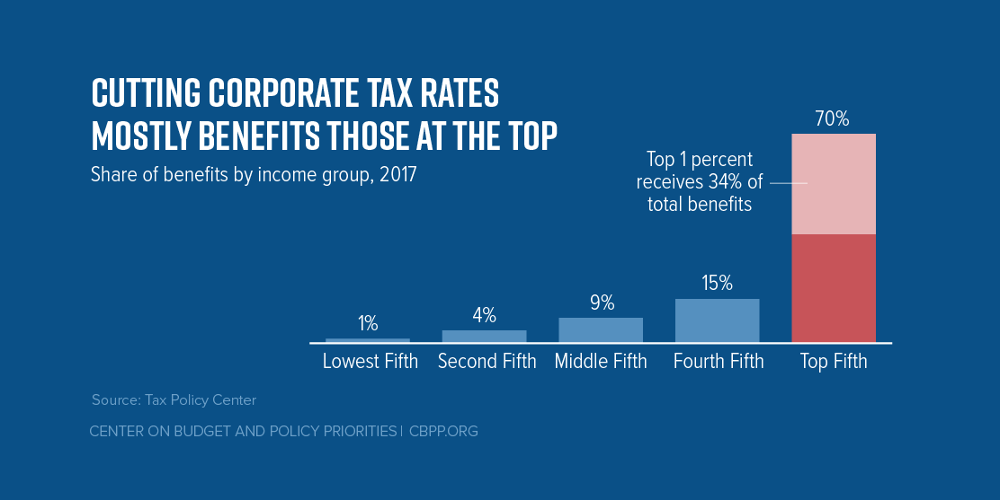 CUTTING CORPORATE TAX RATES
MOSTLY BENEFITS THOSE AT THE TOP
Share of benefits by income group, 2017
70%
Top 1 percent
receives 34% of
total benefits
15%
9%
4%
1%
Lowest Fifth Second Fifth Middle Fifth Fourth Fifth Top Fifth
Source: Tax Policy Center
CENTER ON BUDGET AND POLICY PRIORITIES | CBPP.ORG